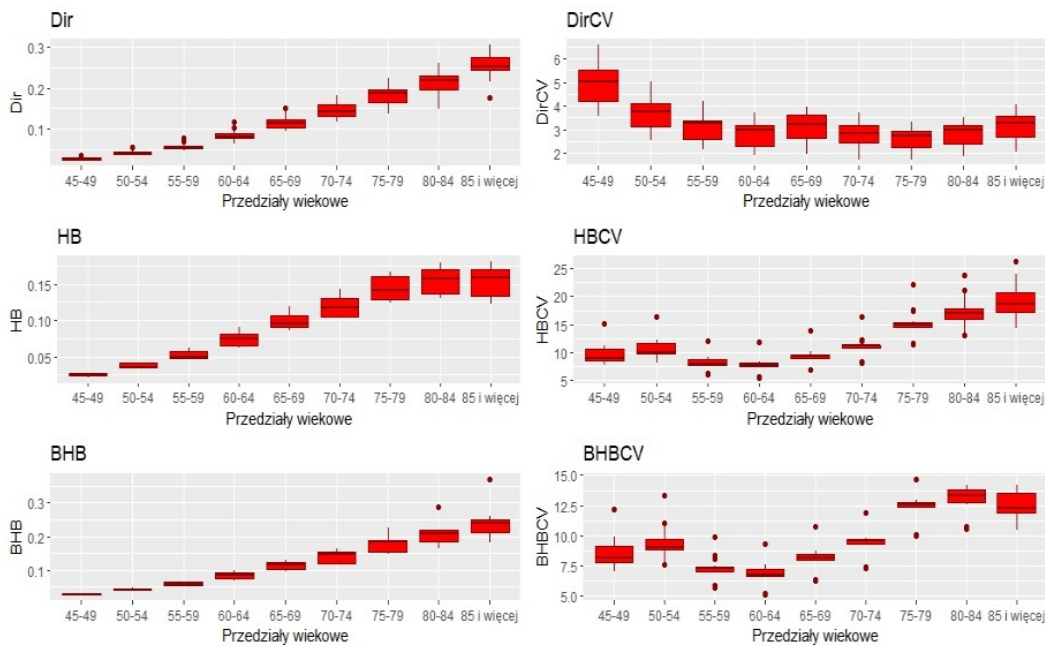 Dir
Dir
0.3
0.2
0.1
45-49 50-54 55-59 60-64 65-69 70-74 75-79 80-84 85 i więcej
Przedziały wiekowe
DirCV
DirCV
6
5
4
3
2
45-49 50-54 55-59 60-64 65-69 70-74 75-79 80-84 85 i więcej
Przedziały wiekowe
HB
HB
0.15
0.10
0.05
45-49 50-54 55-59 60-64 65-69 70-74 75-79 80-84 85 i więcej
Przedziały wiekowe
HBCV
HBCV
25
20
15
10
5
45-49 50-54 55-59 60-64 65-69 70-74 75-79 80-84 85 i więcej
Przedziały wiekowe
BHB
BHB
0.3
0.2
0.1
45-49 50-54 55-59 60-64 65-69 70-74 75-79 80-84 85 i więcej
Przedziały wiekowe
BHBCV
BHBCV
15.0
12.5
10.0
7.5
5.0
45-49 50-54 55-59 60-64 65-69 70-74 75-79 80-84 85 i więcej
Przedziały wiekowe